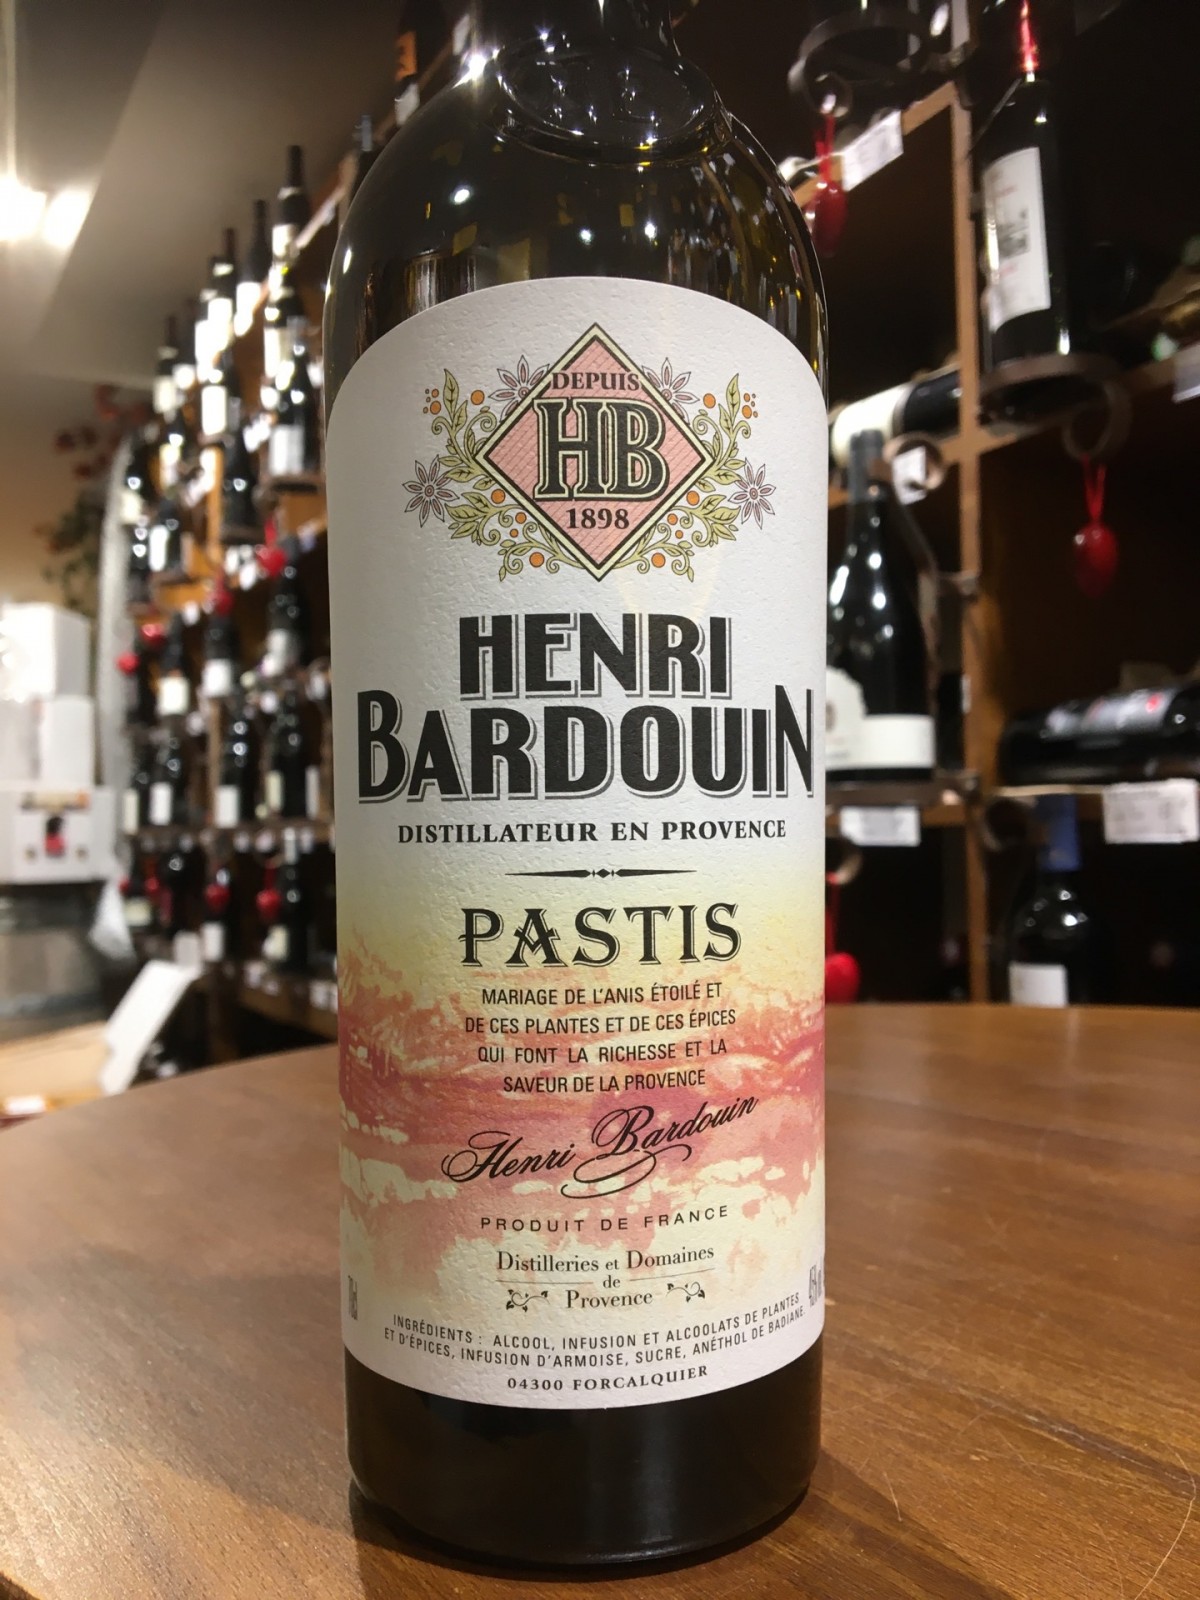 DEPUIS
HB
1898
HENRI
BARDOUIN
DISTILLATEUR EN PROVENCE
PASTIS
MARIAGE DE L'ANIS ÉTOILÉ ET
DE CES PLANTES ET DE CES ÉPICES
QUI FONT LA RICHESSE ET LA
SAVEUR DE LA PROVENCE
Henri Bardouin
PRODUIT DE FRANCE
Distilleries et Domaines
de
Provence
70cl
INGRÉDIENTS : ALCOOL, INFUSION ET ALCOOLATS DE PLANTES
ET D'ÉPICES, INFUSION D'ARMOISE, SUCRE, ANÉTHOL DE BADIANE.
04300 FORCALQUIER